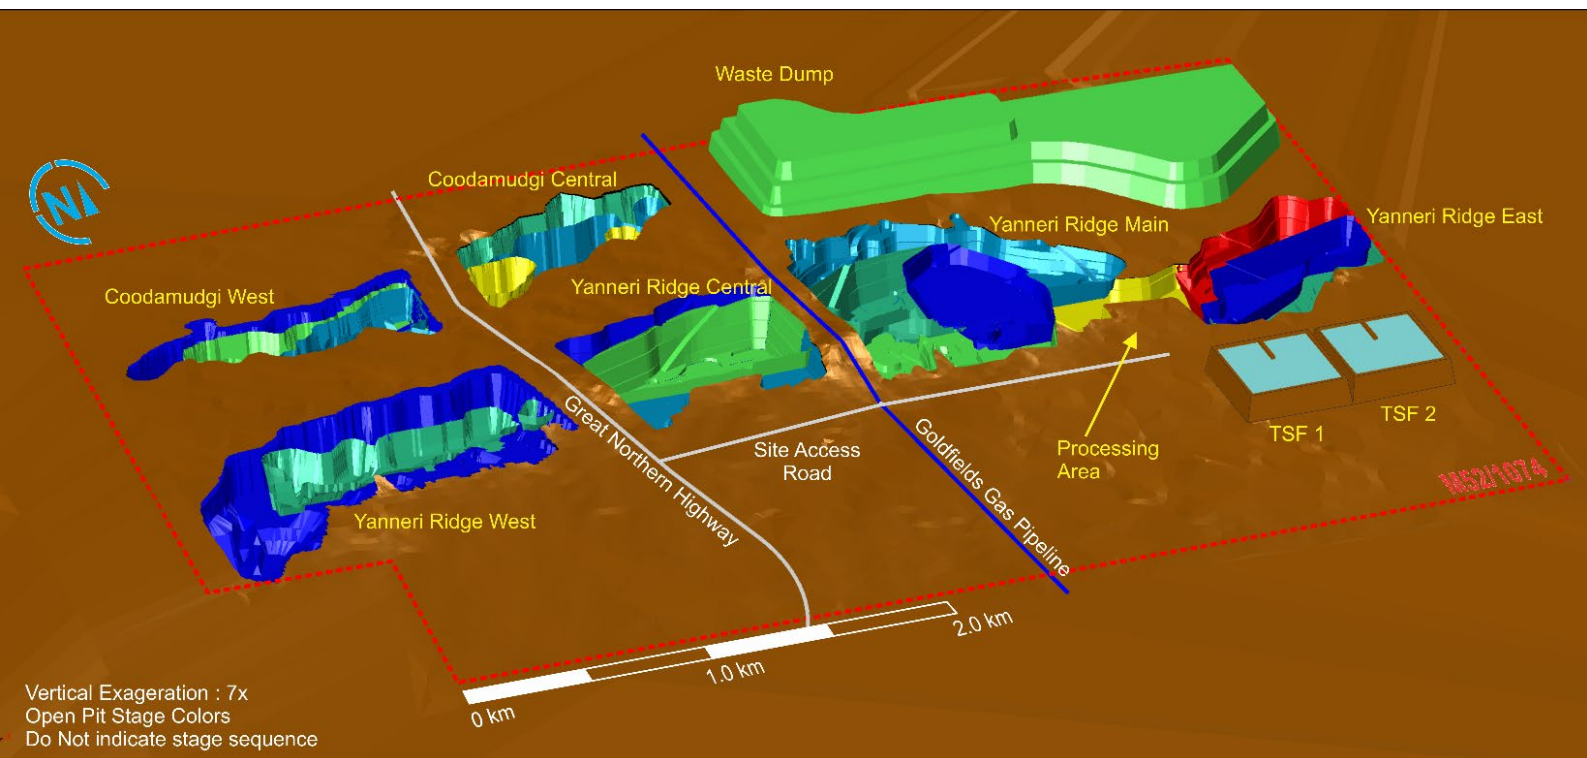 Waste Dump
N
Coodamudgi Central
Yanneri Ridge Main
Yanneri Ridge East
Coodamudgi West
Yanneri Ridge Central
Great Northern Highway
Site Access
Road
Goldfields Gas Pipeline
Processing
Area
TSF 1
TSF 2
M52/1074
Yanneri Ridge West
0 km
1.0 km
2.0 km
Vertical Exageration : 7x
Open Pit Stage Colors
Do Not indicate stage sequence